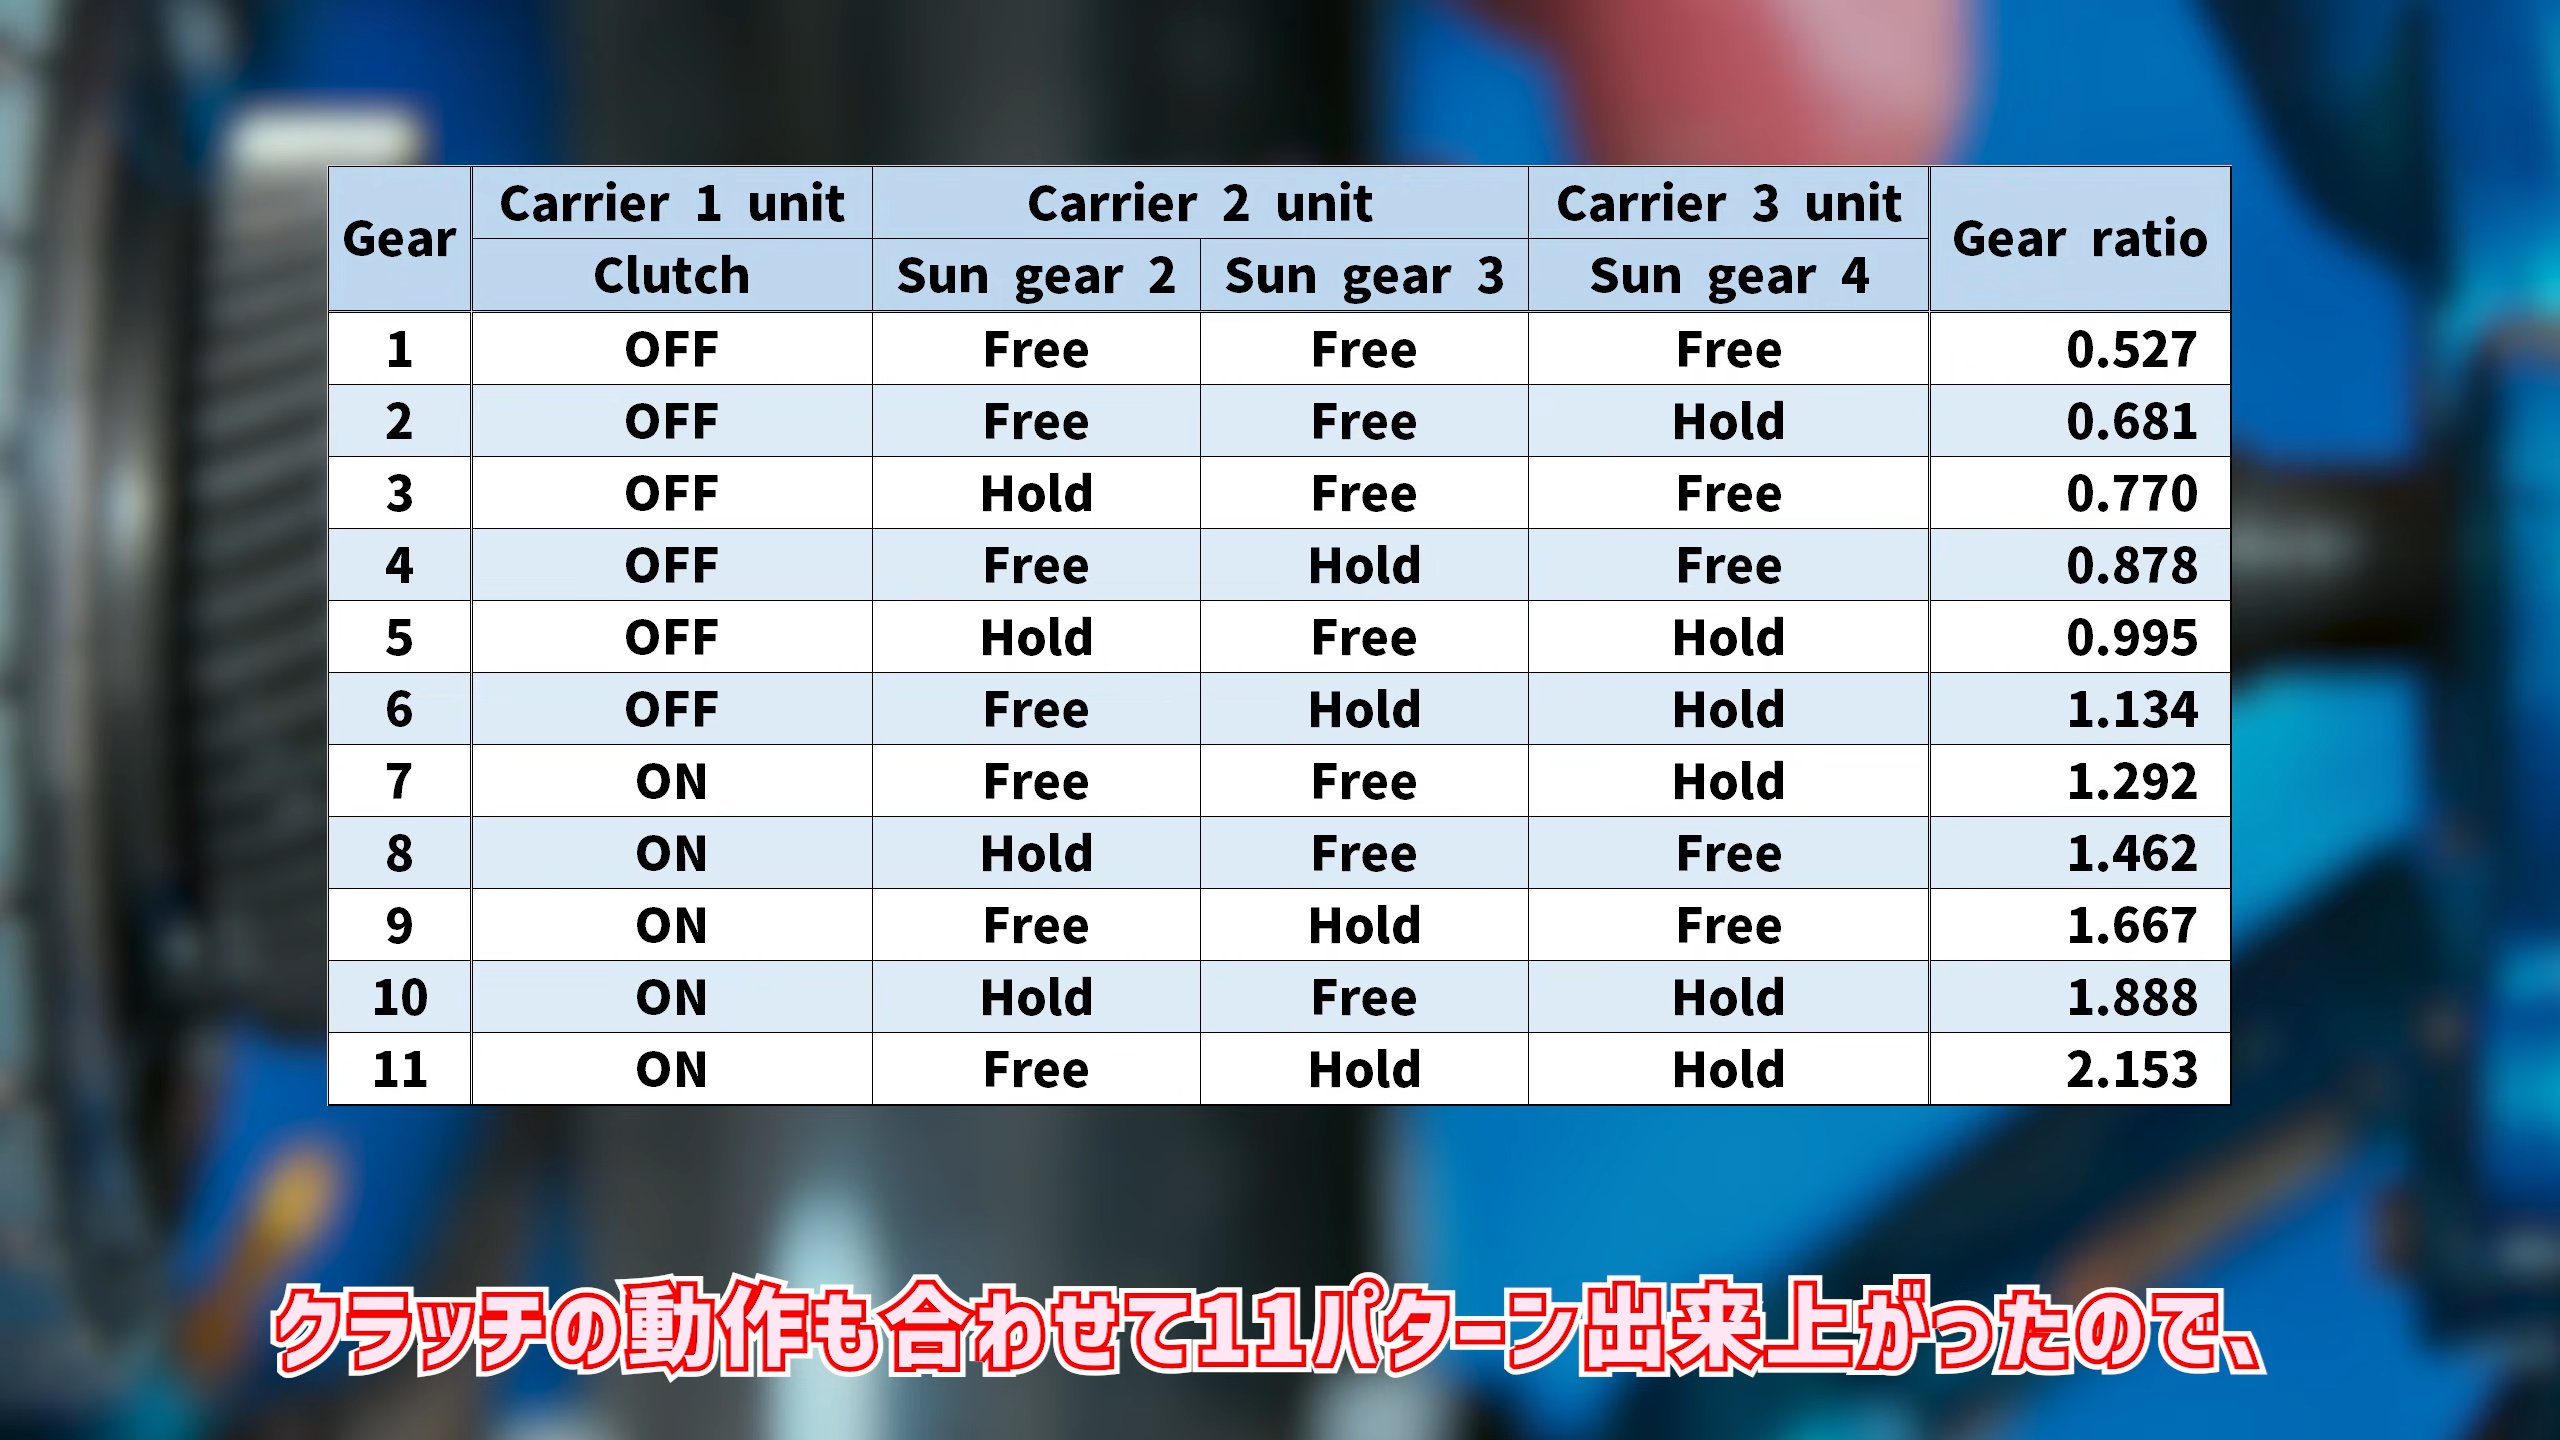 Gear Carrier 1 unit Carrier 2 unit Carrier 3 unit Gear ratio
Clutch Sun gear 2 Sun gear 3 Sun gear 4
1 OFF Free Free Free 0.527
2 OFF Free Free Hold 0.681
3 OFF Hold Free Free 0.770
4 OFF Free Hold Free 0.878
5 OFF Hold Free Hold 0.995
6 OFF Free Hold Hold 1.134
7 ON Free Free Hold 1.292
8 ON Hold Free Free 1.462
9 ON Free Hold Free 1.667
10 ON Hold Free Hold 1.888
11 ON Free Hold Hold 2.153
クラッチの動作も合わせて11パターン出来上がったので、